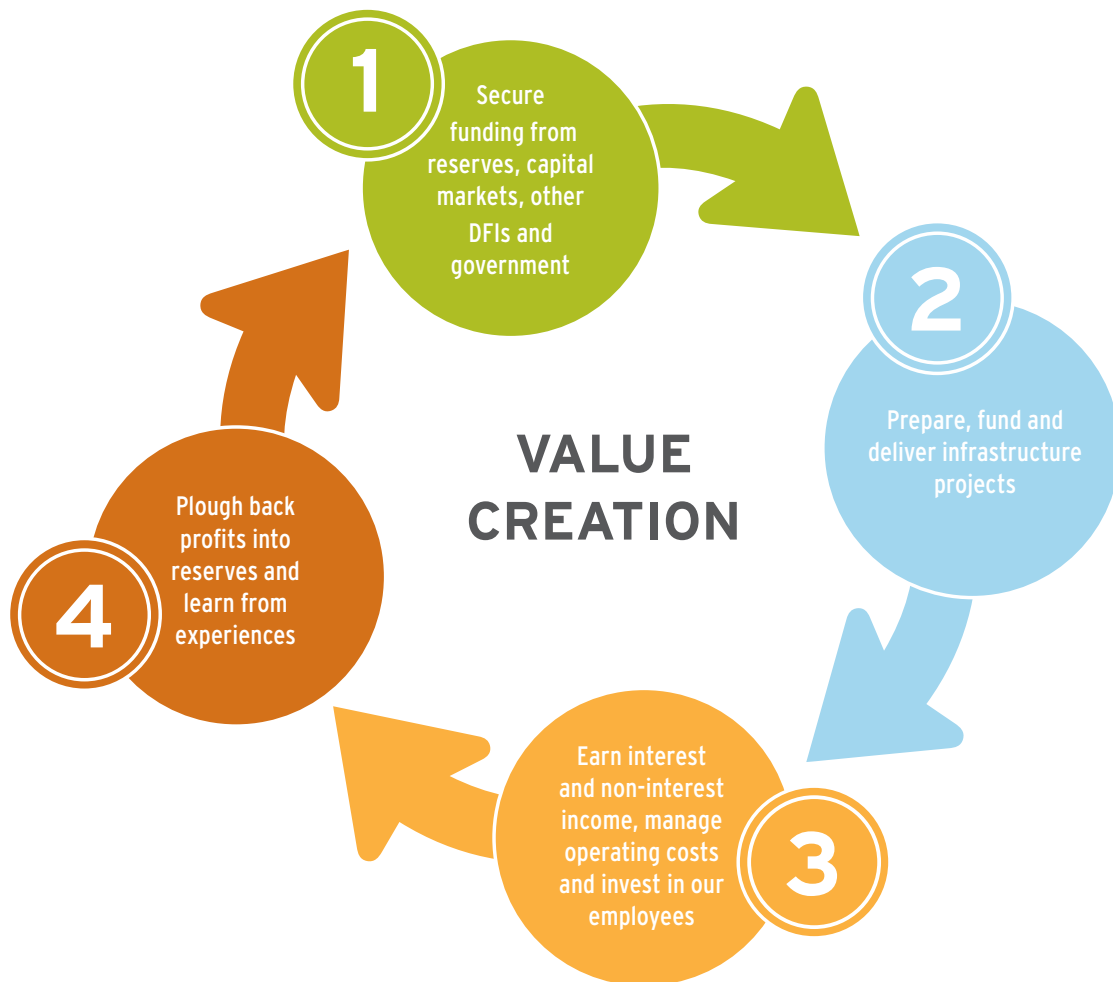 1
Secure
funding from
reserves, capital
markets, other
DFIs and
government
2
Prepare, fund and
deliver infrastructure
projects
VALUE
CREATION
3
Earn interest
and non-interest
income, manage
operating costs
and invest in our
employees
4
Plough back
profits into
reserves and
learn from
experiences